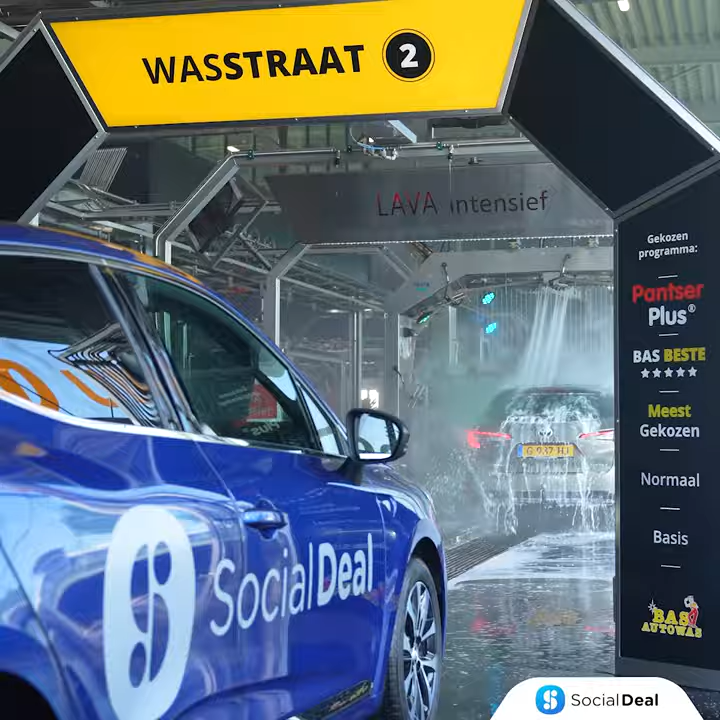 WASSTRAAT 2
LAVA intensief
Gekozen
programma:
Pantser
Plus®
BAS BESTE
Meest
Gekozen
Normaal
Basis
BAS
AUTOWAS
SocialDeal
SocialDeal